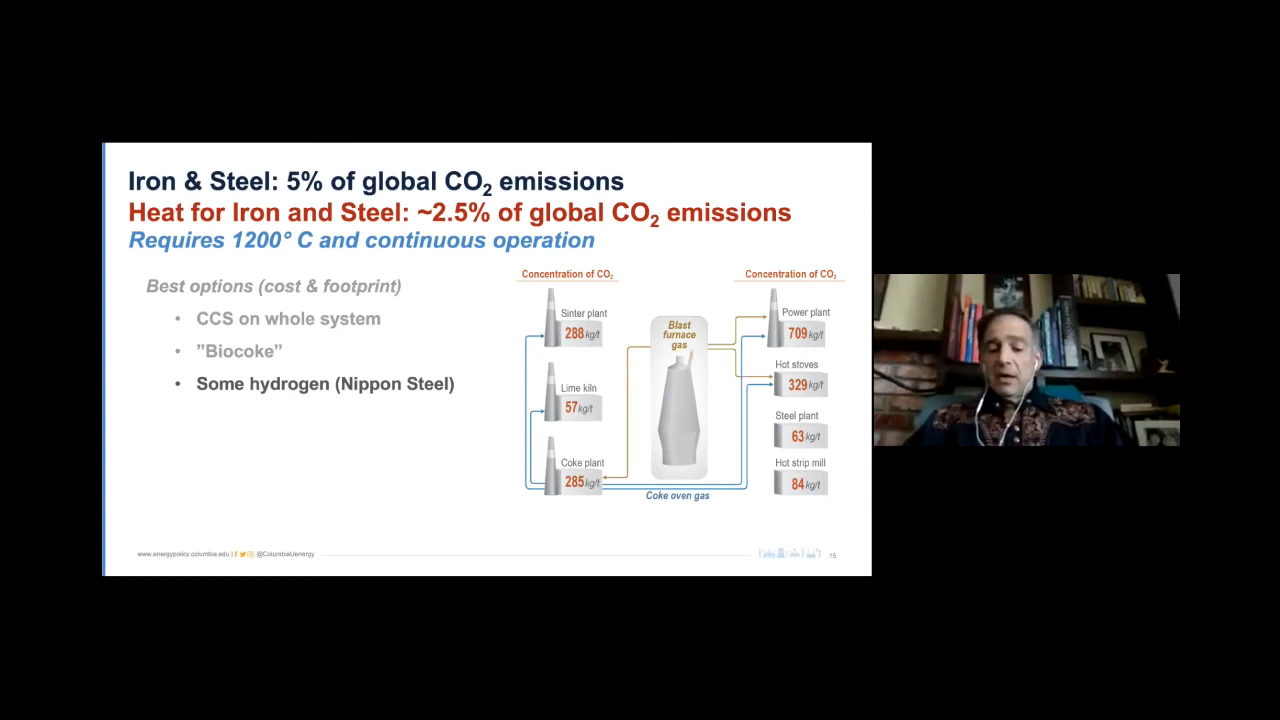 Iron & Steel: 5% of global CO2 emissions
Heat for Iron and Steel: ~2.5% of global CO2 emissions
Requires 1200° C and continuous operation
Best options (cost & footprint)
• CCS on whole system
• ”Biocoke”
• Some hydrogen (Nippon Steel)
Concentration of CO2
Sinter plant
288 kg/t
Lime kiln
57 kg/t
Coke plant
285 kg/t
Blast
furnace
gas
Coke oven gas
Concentration of CO2
Power plant
709 kg/t
Hot stoves
329 kg/t
Steel plant
63 kg/t
Hot strip mill
84 kg/t
www.energypolicy.columbia.edu | @ColumbiaUenergy
15